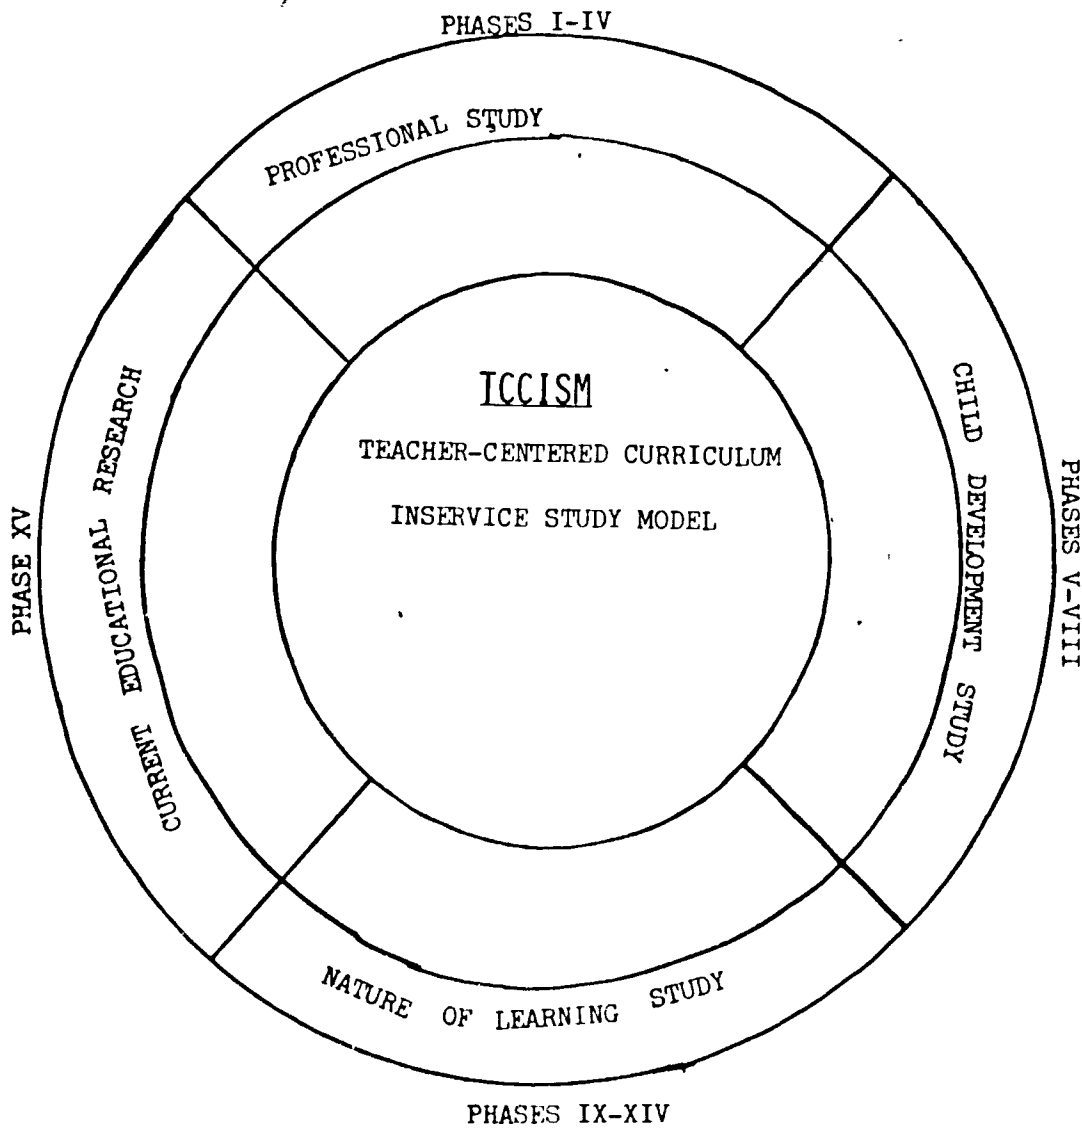 PHASES I-IV
PROFESSIONAL STUDY
TCCISM
TEACHER-CENTERED CURRICULUM
INSERVICE STUDY MODEL
CHILD DEVELOPMENT STUDY
PHASES V-VIII
NATURE OF LEARNING STUDY
PHASES IX-XIV
CURRENT EDUCATIONAL RESEARCH
PHASE XV